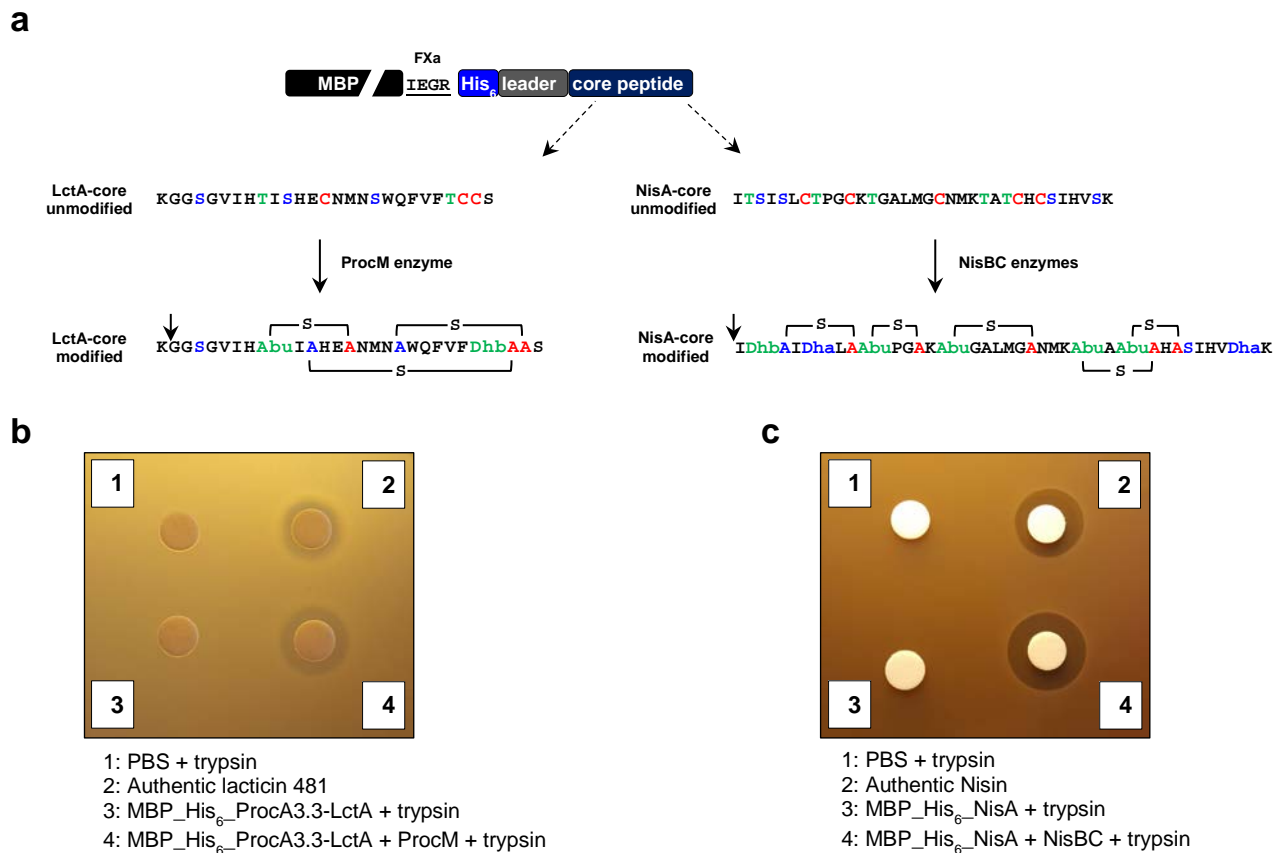 a
FXa
MBP IEGR His6 leader core peptide
LctA-core unmodified
KGGSGVIHTISHECNMNSWQFVFTCCS
NisA-core unmodified
ITSISLCTPGCKTGALMGCNMKTATCHCSIHVSK
ProcM enzyme
NisBC enzymes
S S
LctA-core modified
KGGSGVIHAbuIAHEANMNAWQFVFDhbAAS
S
S S S S
NisA-core modified
IDhbAIDhaLAAbuPGAKAbuGALMGANMKAbuAAbuAHASIHVDhaK
S
b
1 2
3 4
1: PBS + trypsin
2: Authentic lacticin 481
3: MBP_His6_ProcA3.3-LctA + trypsin
4: MBP_His6_ProcA3.3-LctA + ProcM + trypsin
c
1 2
3 4
1: PBS + trypsin
2: Authentic Nisin
3: MBP_His6_NisA + trypsin
4: MBP_His6_NisA + NisBC + trypsin